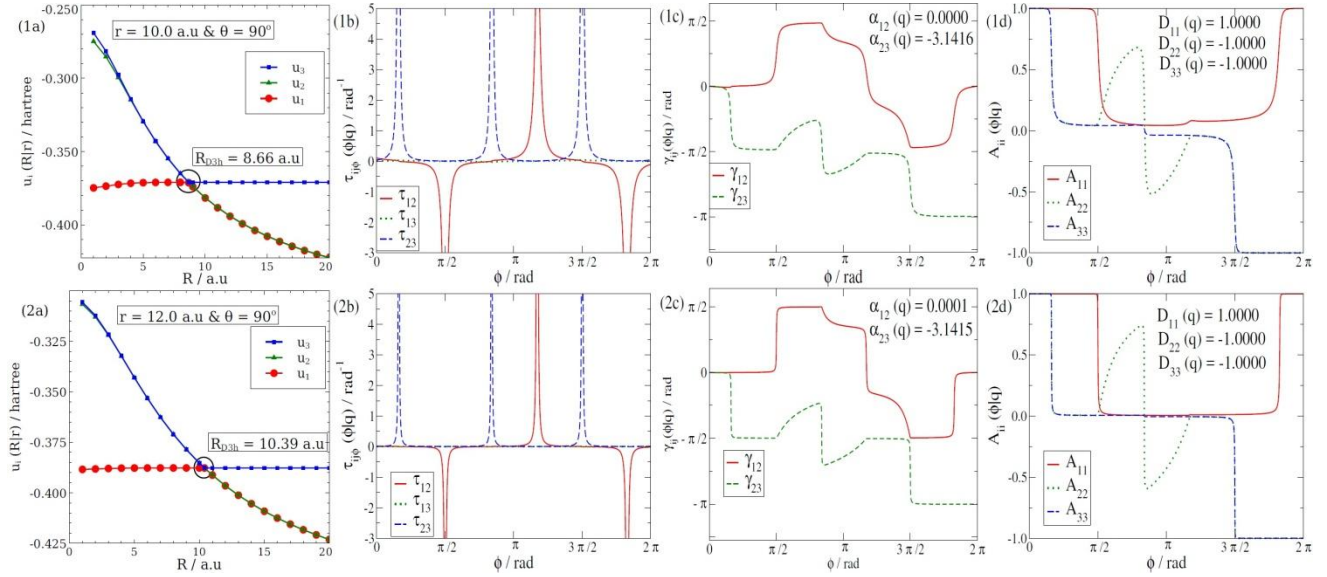 (1a)
r = 10.0 a.u & θ = 90°
u₃
u₂
u₁
R_D3h = 8.66 a.u
uᵢ (R|r) / hartree
-0.250
-0.300
-0.350
-0.400
0 5 10 15 20
R / a.u
(1b)
τ_ijφ (φ|q) / rad⁻¹
5
4
3
2
1
0
-1
-2
-3
τ₁₂
τ₁₃
τ₂₃
0 π/2 π 3π/2 2π
φ / rad
(1c)
α₁₂ (q) = 0.0000
α₂₃ (q) = -3.1416
γ_ij (φ|q) / rad
π/2
0
-π/2
-π
γ₁₂
γ₂₃
0 π/2 π 3π/2 2π
φ / rad
(1d)
D₁₁ (q) = 1.0000
D₂₂ (q) = -1.0000
D₃₃ (q) = -1.0000
A_ii (φ|q)
1.0
0.5
0.0
-0.5
-1.0
A₁₁
A₂₂
A₃₃
0 π/2 π 3π/2 2π
φ / rad
(2a)
r = 12.0 a.u & θ = 90°
u₃
u₂
u₁
R_D3h = 10.39 a.u
uᵢ (R|r) / hartree
-0.325
-0.350
-0.375
-0.400
-0.425
0 5 10 15 20
R / a.u
(2b)
τ_ijφ (φ|q) / rad⁻¹
5
4
3
2
1
0
-1
-2
-3
τ₁₂
τ₁₃
τ₂₃
0 π/2 π 3π/2 2π
φ / rad
(2c)
α₁₂ (q) = 0.0001
α₂₃ (q) = -3.1415
γ_ij (φ|q) / rad
π/2
0
-π/2
-π
γ₁₂
γ₂₃
0 π/2 π 3π/2 2π
φ / rad
(2d)
D₁₁ (q) = 1.0000
D₂₂ (q) = -1.0000
D₃₃ (q) = -1.0000
A_ii (φ|q)
1.0
0.5
0.0
-0.5
-1.0
A₁₁
A₂₂
A₃₃
0 π/2 π 3π/2 2π
φ / rad